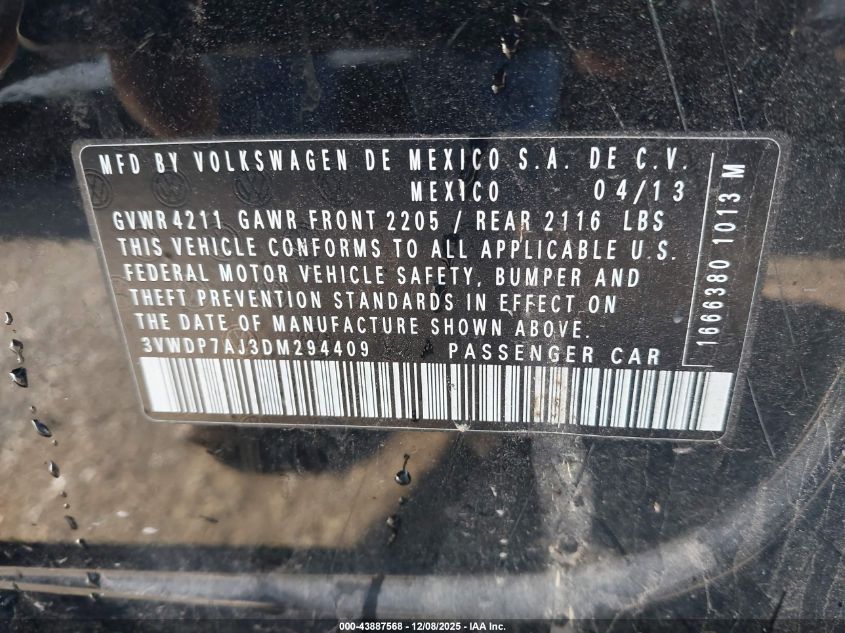 MFD BY VOLKSWAGEN DE MEXICO S.A. DE C.V.
MEXICO 04/13
GVWR 4211 GAWR FRONT 2205 / REAR 2116 LBS
THIS VEHICLE CONFORMS TO ALL APPLICABLE U.S.
FEDERAL MOTOR VEHICLE SAFETY, BUMPER AND
THEFT PREVENTION STANDARDS IN EFFECT ON
THE DATE OF MANUFACTURE SHOWN ABOVE.
3VWDP7AJ3DM294409 PASSENGER CAR
1666380 1013 M
000-43887568 - 12/08/2025 - IAA Inc.